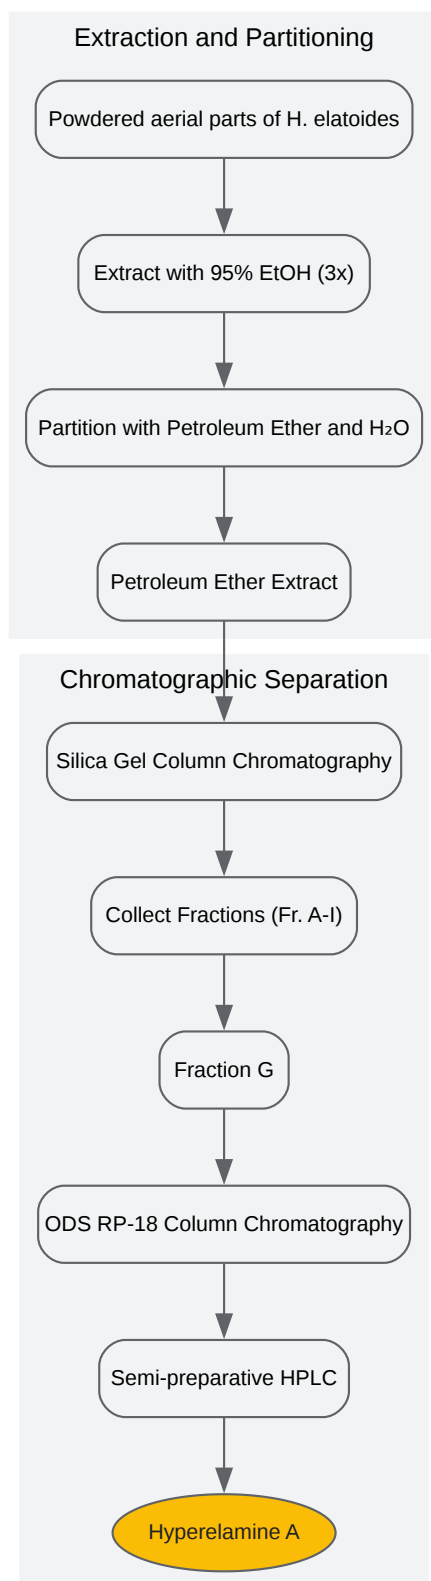 Extraction and Partitioning
Powdered aerial parts of H. elatoides
Extract with 95% EtOH (3x)
Partition with Petroleum Ether and H₂O
Petroleum Ether Extract
Chromatographic Separation
Silica Gel Column Chromatography
Collect Fractions (Fr. A-I)
Fraction G
ODS RP-18 Column Chromatography
Semi-preparative HPLC
Hyperelamine A